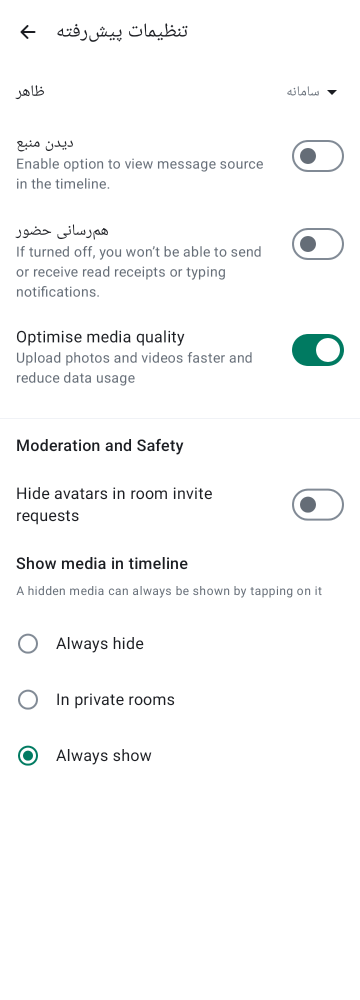 تنظیمات پیش‌رفته
ظاهر
سامانه
دیدن منبع
Enable option to view message source
in the timeline.
هم‌رسانی حضور
If turned off, you won’t be able to send
or receive read receipts or typing
notifications.
Optimise media quality
Upload photos and videos faster and
reduce data usage
Moderation and Safety
Hide avatars in room invite
requests
Show media in timeline
A hidden media can always be shown by tapping on it
Always hide
In private rooms
Always show